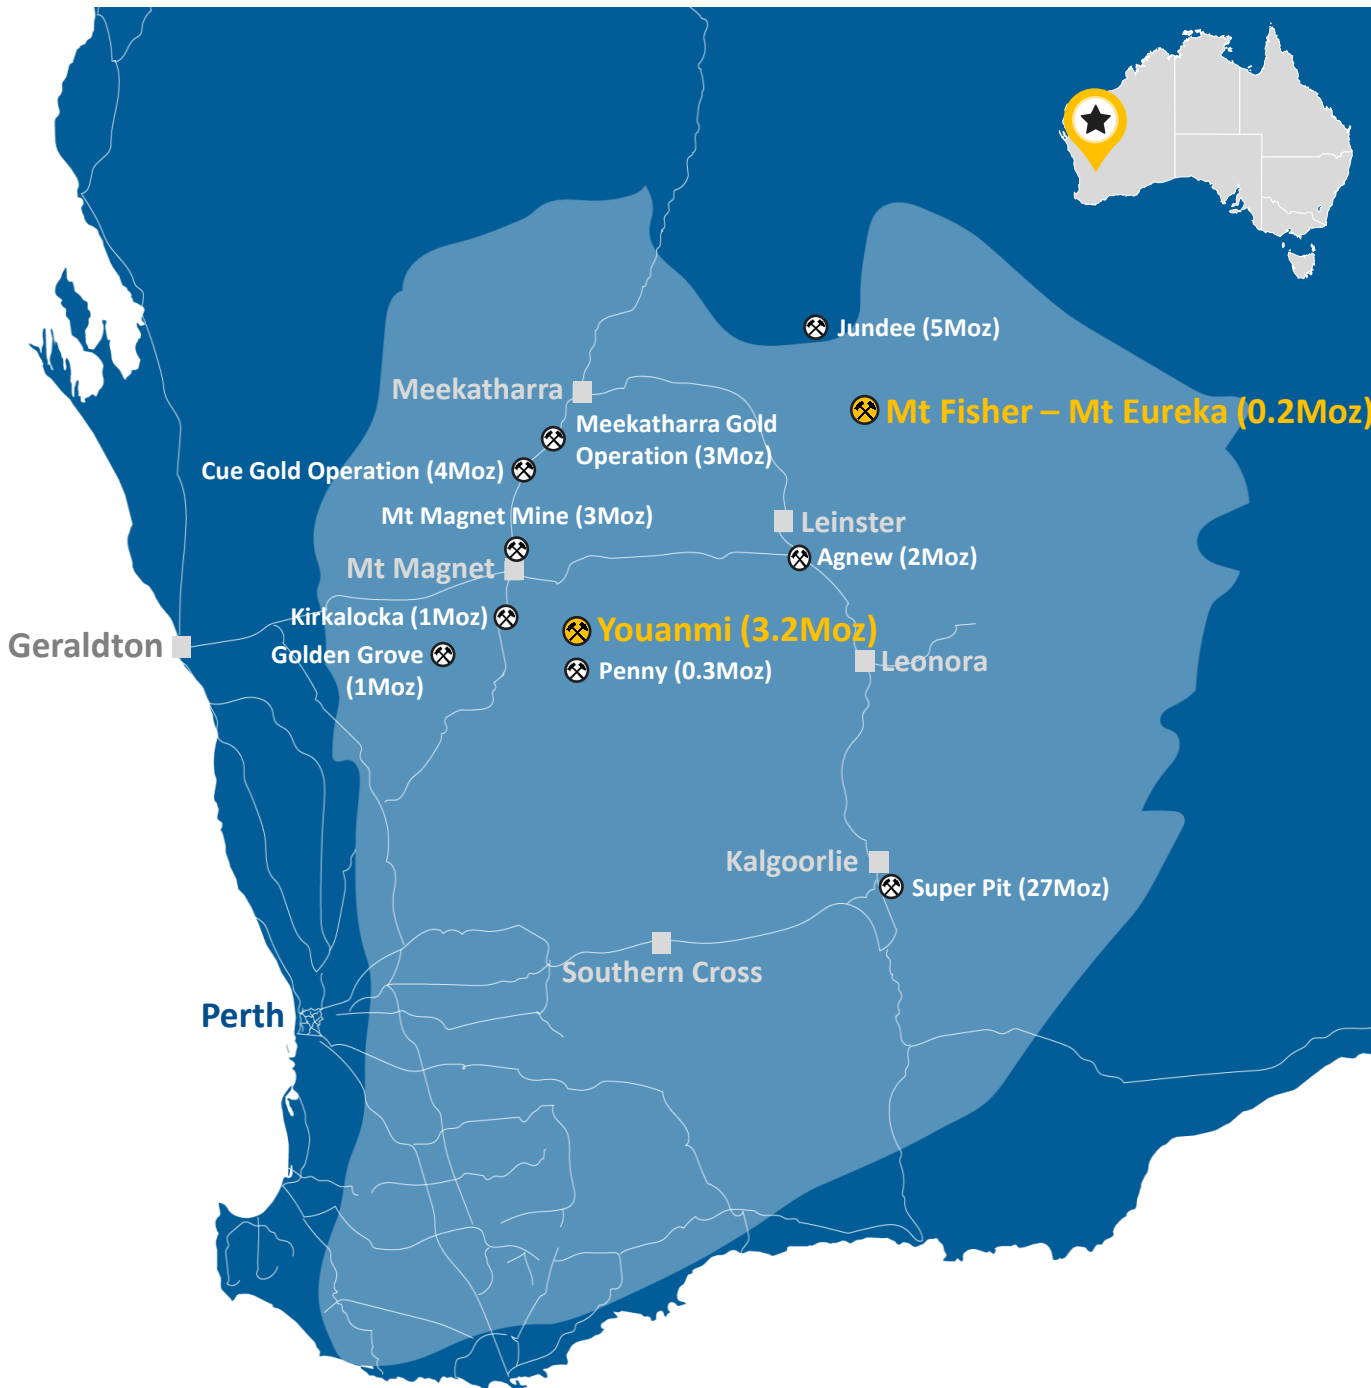 Jundee (5Moz)
Meekatharra
Mt Fisher – Mt Eureka (0.2Moz)
Meekatharra Gold
Operation (3Moz)
Cue Gold Operation (4Moz)
Mt Magnet Mine (3Moz)
Leinster
Agnew (2Moz)
Mt Magnet
Kirkalocka (1Moz)
Youanmi (3.2Moz)
Geraldton
Golden Grove
(1Moz)
Penny (0.3Moz)
Leonora
Kalgoorlie
Super Pit (27Moz)
Southern Cross
Perth